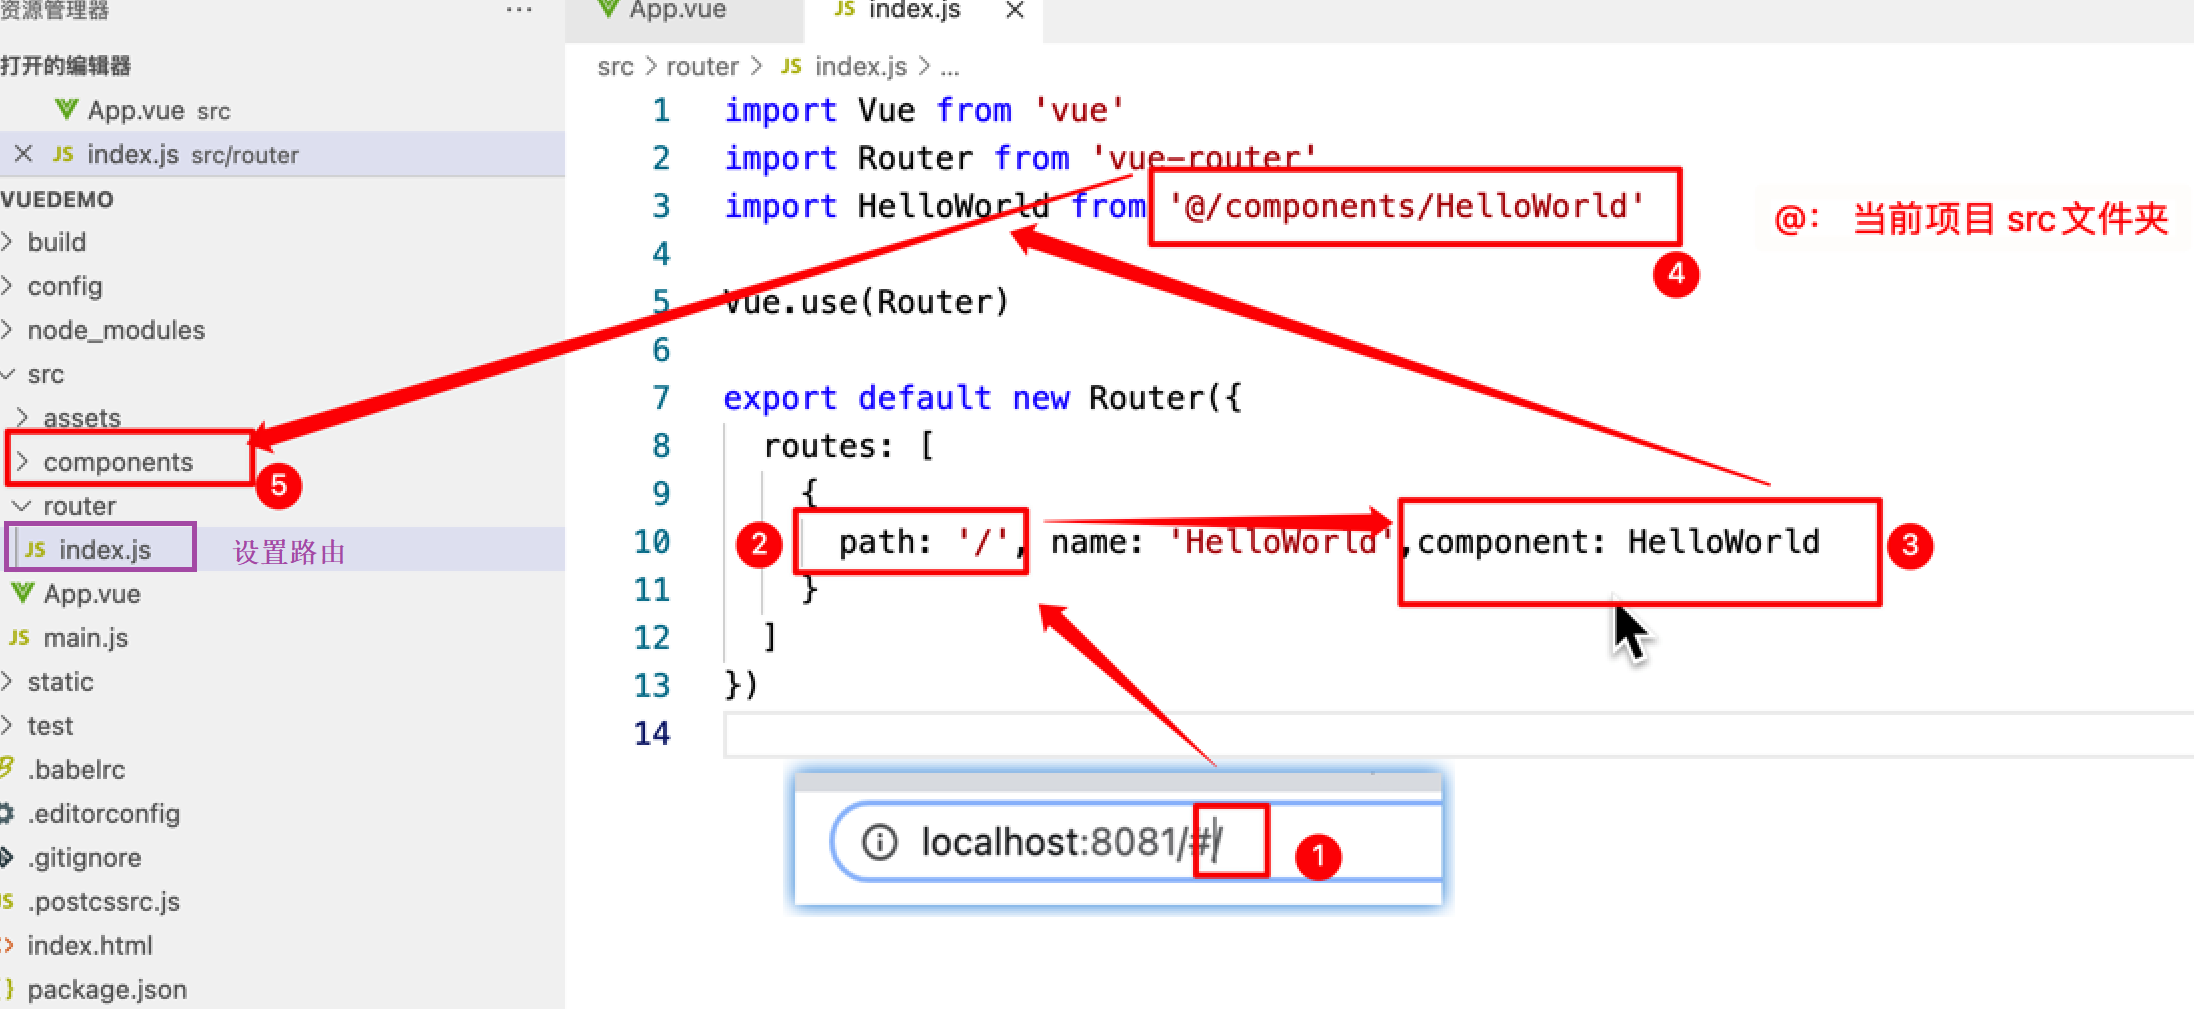 资源管理器
···
打开的编辑器
App.vue src
JS index.js src/router
VUEDEMO
build
config
node_modules
src
assets
components
5
router
JS index.js 设置路由
App.vue
JS main.js
static
test
.babelrc
.editorconfig
.gitignore
JS .postcssrc.js
<> index.html
{} package.json
App.vue
JS index.js
src > router > JS index.js > ...
1 import Vue from 'vue'
2 import Router from 'vue-router'
3 import HelloWorld from '@/components/HelloWorld'
@： 当前项目 src 文件夹
4
4
5 Vue.use(Router)
6
7 export default new Router({
8 routes: [
9 {
2
10 path: '/', name: 'HelloWorld',component: HelloWorld
3
11 }
12 ]
13 })
14
localhost:8081/#/
1